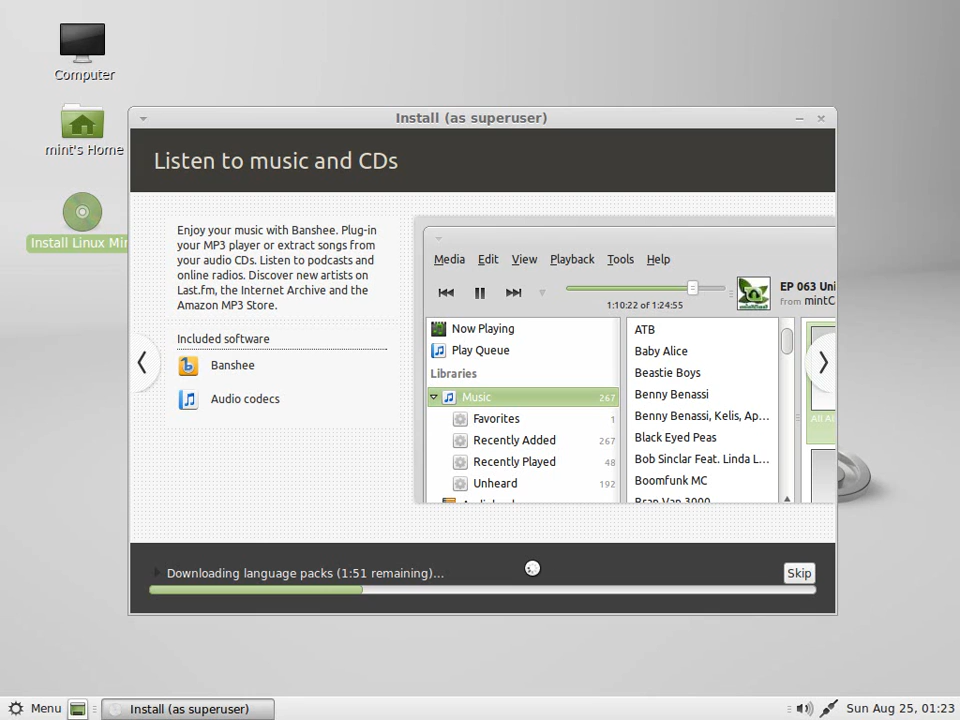 Computer
mint's Home
Install Linux Min
Install (as superuser)
Listen to music and CDs
Enjoy your music with Banshee. Plug-in
your MP3 player or extract songs from
your audio CDs. Listen to podcasts and
online radios. Discover new artists on
Last.fm, the Internet Archive and the
Amazon MP3 Store.
Included software
Banshee
Audio codecs
Media Edit View Playback Tools Help
1:10:22 of 1:24:55
EP 063 Uni
from mintC
Now Playing
Play Queue
Libraries
Music 267
Favorites 1
Recently Added 267
Recently Played 48
Unheard 192
ATB
Baby Alice
Beastie Boys
Benny Benassi
Benny Benassi, Kelis, Ap...
Black Eyed Peas
Bob Sinclar Feat. Linda L...
Boomfunk MC
Bran Van 3000
All Al
Downloading language packs (1:51 remaining)...
Skip
Menu
Install (as superuser)
Sun Aug 25, 01:23